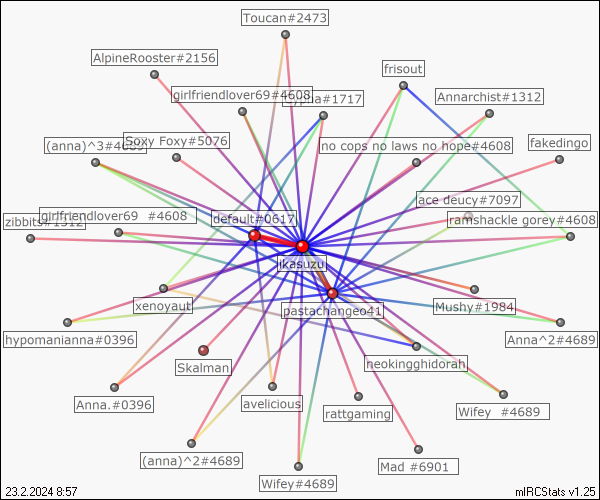 Toucan#2473
AlpineRooster#2156
frisout
girlfriendlover69#4608
#1717
Annarchist#1312
(anna)^3#4689
Soxy Foxy#5076
no cops no laws no hope#4608
fakedingo
ace deucy#7097
girlfriendlover69 #4608
default#0617
ramshackle gorey#4608
zibbits#1312
ikasuzu
xenoyaut
pastachangeo41
Mushy#1984
hypomanianna#0396
Anna^2#4689
Skalman
neokingghidorah
Anna.#0396
avelicious
rattgaming
Wifey #4689
(anna)^2#4689
Mad #6901
Wifey#4689
23.2.2024 8:57
mIRCStats v1.25